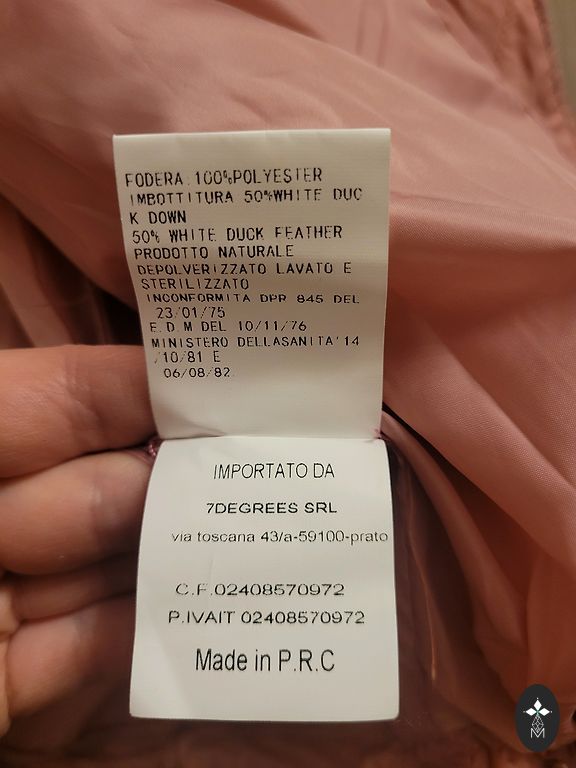 FODERA:100%POLYESTER
IMBOTTITURA 50%WHITE DUC
K DOWN
50% WHITE DUCK FEATHER
PRODOTTO NATURALE
DEPOLVERIZZATO LAVATO E
STERILIZZATO
INCONFORMITA DPR 845 DEL
23/01/75
E.D.M DEL 10/11/76
MINISTERO DELLASANITA'14
/10/81 E
06/08/82.
IMPORTATO DA
7DEGREES SRL
via toscana 43/a-59100-prato
C.F.02408570972
P.IVAIT 02408570972
Made in P.R.C
M